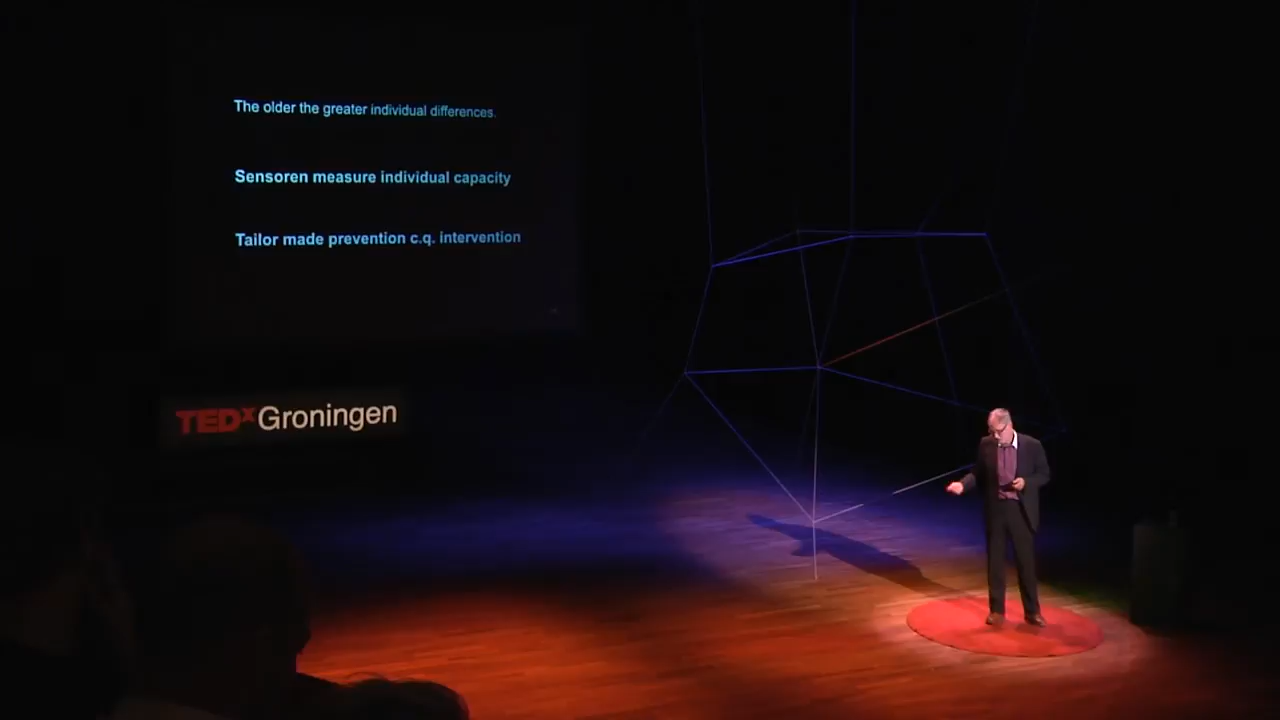 The older the greater individual differences.
Sensoren measure individual capacity
Tailor made prevention c.q. intervention
TEDxGroningen